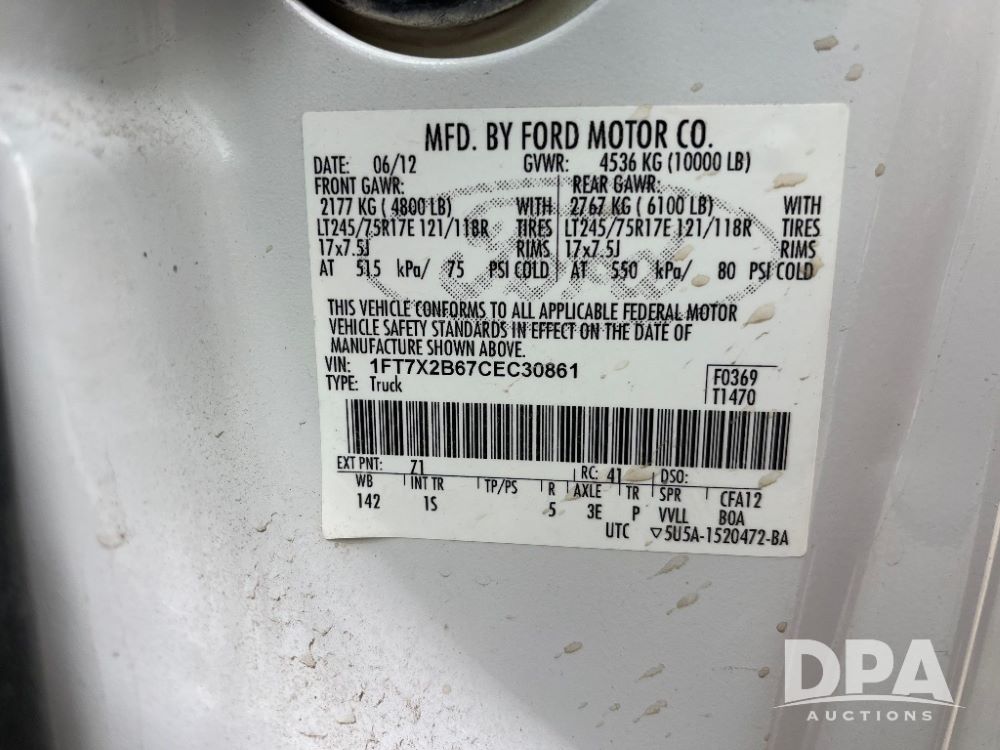 MFD. BY FORD MOTOR CO.
DATE: 06/12 GVWR: 4536 KG (10000 LB)
FRONT GAWR: REAR GAWR:
2177 KG ( 4800 LB) WITH 2767 KG ( 6100 LB) WITH
LT245/75R17E 121/118R TIRES LT245/75R17E 121/118R TIRES
17x7.5J RIMS 17x7.5J RIMS
AT 515 kPa/ 75 PSI COLD AT 550 kPa/ 80 PSI COLD
Ford
THIS VEHICLE CONFORMS TO ALL APPLICABLE FEDERAL MOTOR
VEHICLE SAFETY STANDARDS IN EFFECT ON THE DATE OF
MANUFACTURE SHOWN ABOVE.
VIN: 1FT7X2B67CEC30861
TYPE: Truck
F0369
T1470
EXT PNT: Z1 RC: 41 DSO:
WB INT TR TP/PS R AXLE TR SPR CFA12
142 1S 5 3E P VVLL BOA
UTC ▽5U5A-1520472-BA
DPA
AUCTIONS